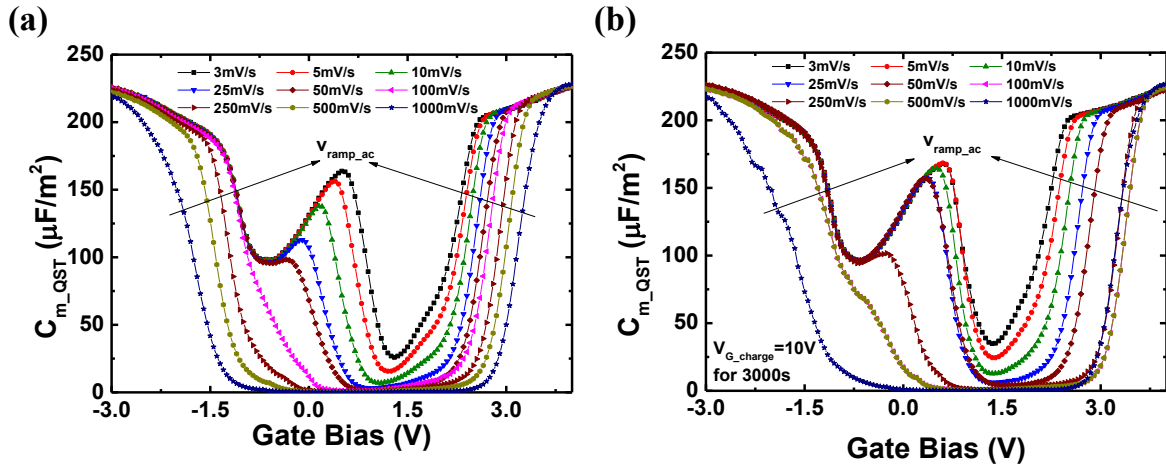 (a)
250
200
150
100
50
0
C_m_QST (μF/m²)
3mV/s 5mV/s 10mV/s
25mV/s 50mV/s 100mV/s
250mV/s 500mV/s 1000mV/s
V_ramp_ac
-3.0 -1.5 0.0 1.5 3.0
Gate Bias (V)
(b)
250
200
150
100
50
0
C_m_QST (μF/m²)
3mV/s 5mV/s 10mV/s
25mV/s 50mV/s 100mV/s
250mV/s 500mV/s 1000mV/s
V_ramp_ac
V_G_charge=10V
for 3000s
-3.0 -1.5 0.0 1.5 3.0
Gate Bias (V)